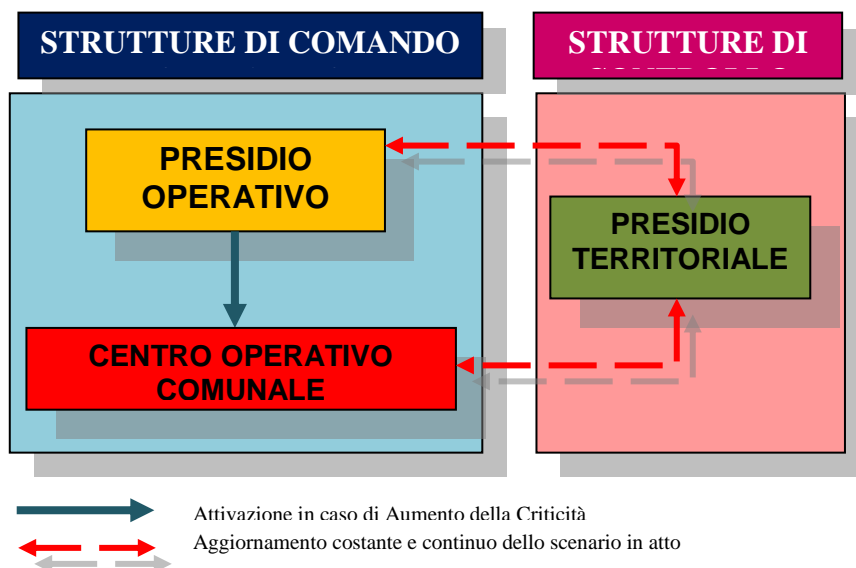 STRUTTURE DI COMANDO
STRUTTURE DI
PRESIDIO
OPERATIVO
PRESIDIO
TERRITORIALE
CENTRO OPERATIVO
COMUNALE
Attivazione in caso di Aumento della Criticità
Aggiornamento costante e continuo dello scenario in atto